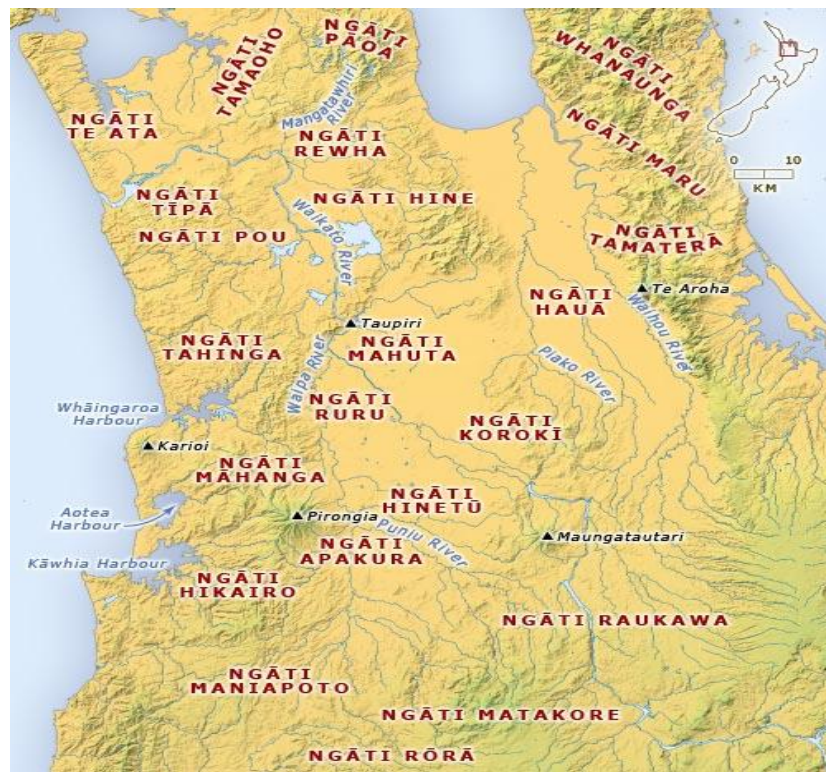 NGĀTI
PĀOA
NGĀTI
TAMAOHO
NGĀTI
WHANAUNGA
Mangatawhiri
River
NGĀTI
TE ATA
NGĀTI
REWHA
NGĀTI MARU
0 10
KM
NGĀTI
TĪPĀ
NGĀTI HINE
NGĀTI POU
Waikato River
NGĀTI
TAMATERĀ
Te Aroha
NGĀTI
HAUĀ
Waihou River
Taupiri
NGĀTI
TAHINGA
NGĀTI
MAHUTA
Waipa River
Piako River
NGĀTI
RURU
Whāingaroa
Harbour
NGĀTI
KOROKĪ
Karioi
NGĀTI
MĀHANGA
NGĀTI
HINETŪ
Aotea
Harbour
Pirongia
Puniu River
Maungatautari
NGĀTI
APAKURA
Kāwhia Harbour
NGĀTI
HIKAIRO
NGĀTI RAUKAWA
NGĀTI
MANIAPOTO
NGĀTI MATAKORE
NGĀTI RŌRĀ